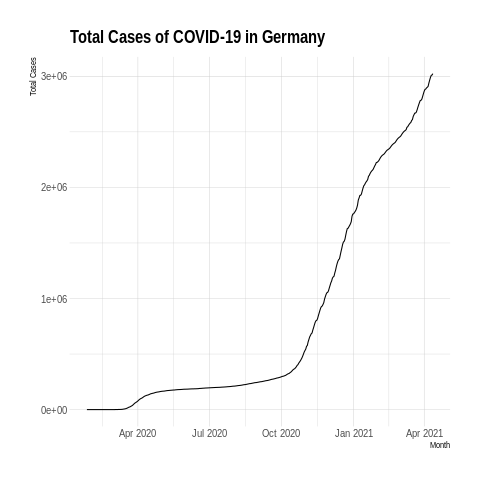 Total Cases of COVID-19 in Germany
Total Cases
3e+06
2e+06
1e+06
0e+00
Apr 2020 Jul 2020 Oct 2020 Jan 2021 Apr 2021
Month